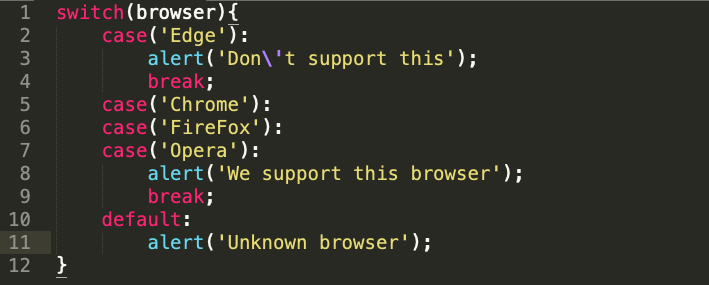 1 switch(browser){
2     case('Edge'):
3         alert('Don\'t support this');
4         break;
5     case('Chrome'):
6     case('FireFox'):
7     case('Opera'):
8         alert('We support this browser');
9         break;
10     default:
11         alert('Unknown browser');
12 }